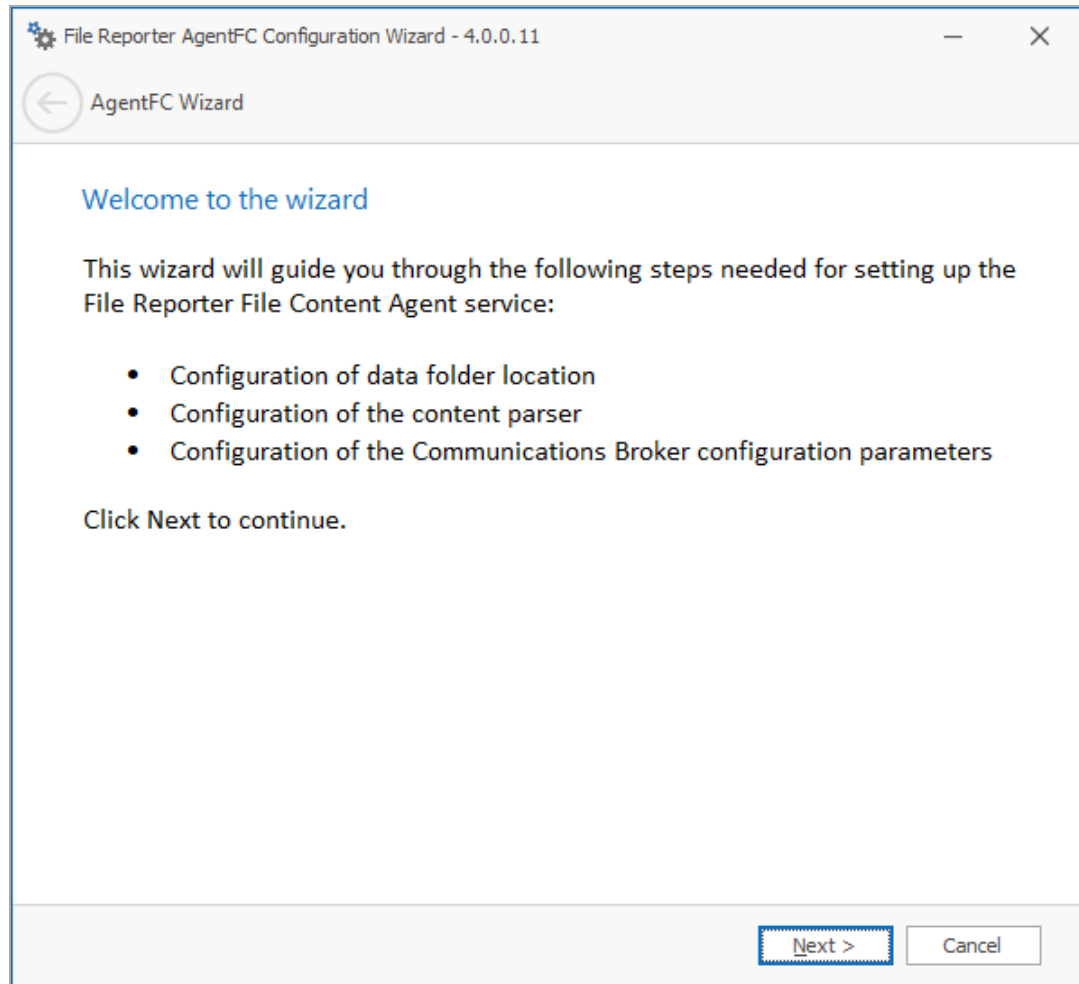 File Reporter AgentFC Configuration Wizard - 4.0.0.11
AgentFC Wizard
Welcome to the wizard
This wizard will guide you through the following steps needed for setting up the
File Reporter File Content Agent service:
• Configuration of data folder location
• Configuration of the content parser
• Configuration of the Communications Broker configuration parameters
Click Next to continue.
Next >
Cancel